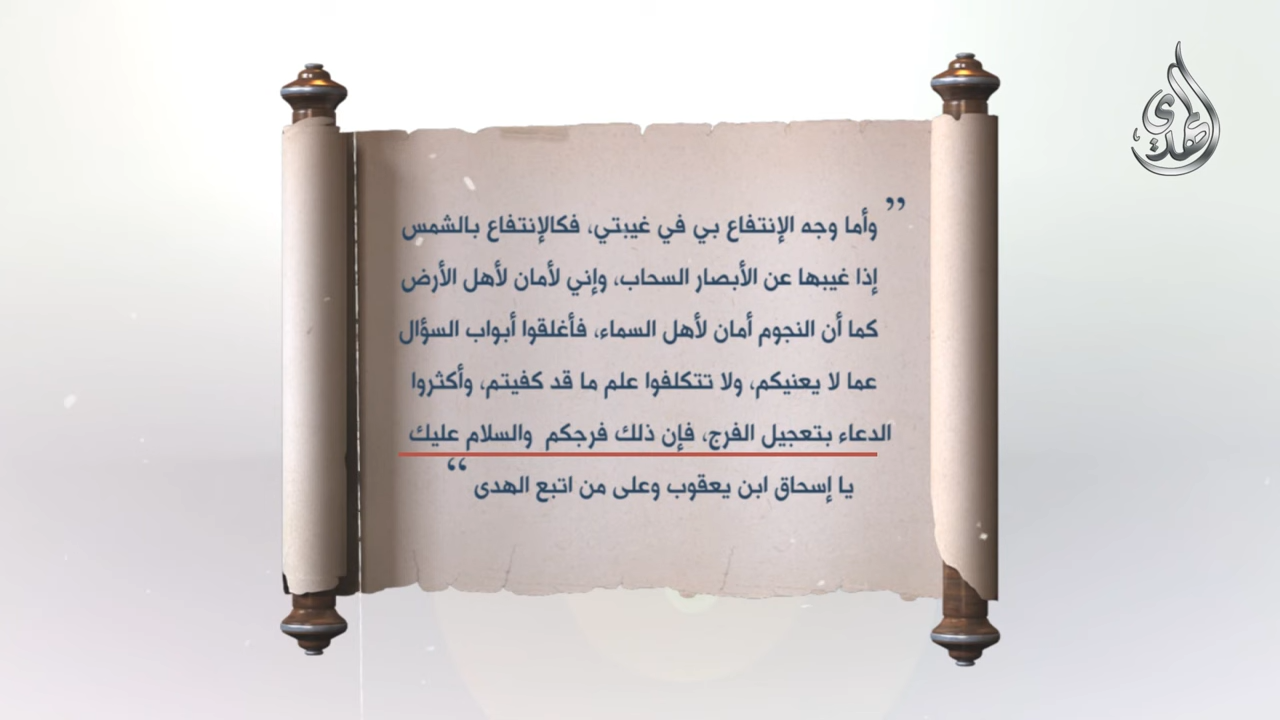 ”وأما وجه الإنتفاع بي في غيبتي، فكالإنتفاع بالشمس
إذا غيبها عن الأبصار السحاب، وإني لأمان لأهل الأرض
كما أن النجوم أمان لأهل السماء، فأغلقوا أبواب السؤال
عما لا يعنيكم، ولا تتكلفوا علم ما قد كفيتم، وأكثروا
الدعاء بتعجيل الفرج، فإن ذلك فرجكم والسلام عليك
يا إسحاق ابن يعقوب وعلى من اتبع الهدى“
المهدي